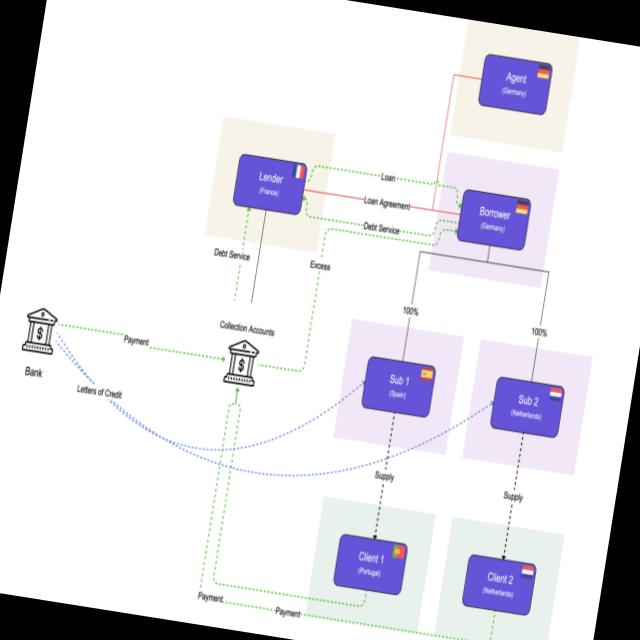 Agent
(Germany)
Lender
(France)
Loan
Loan Agreement
Borrower
(Germany)
Debt Service
Debt Service
Excess
100%
100%
Collection Accounts
Payment
Bank
Letters of Credit
Sub 1
(Spain)
Sub 2
(Netherlands)
Supply
Supply
Client 1
(Portugal)
Client 2
(Netherlands)
Payment
Payment